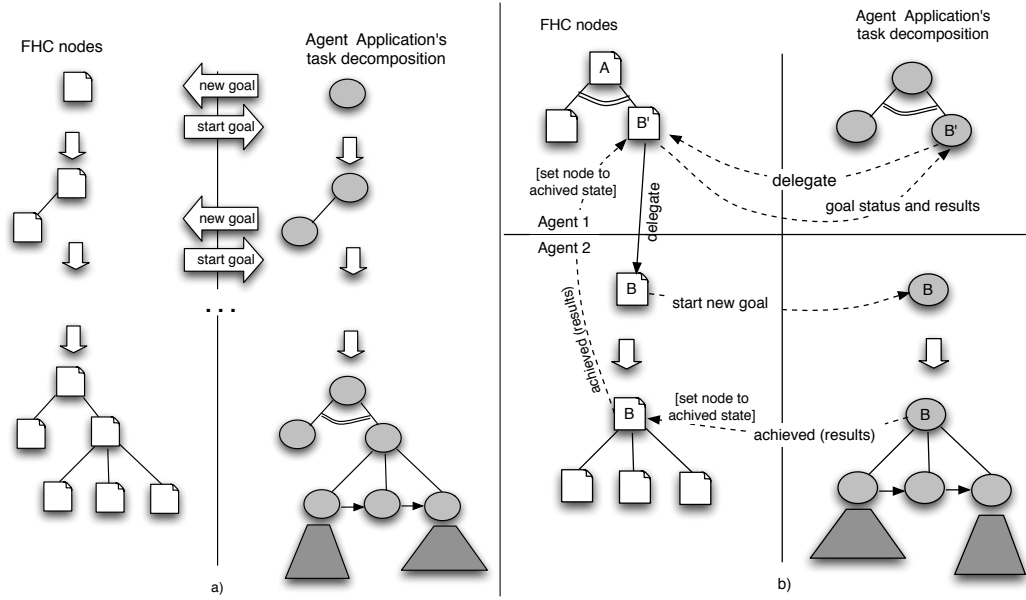 FHC nodes
Agent Application's
task decomposition
new goal
start goal
new goal
start goal
. . .
a)
FHC nodes
Agent Application's
task decomposition
A
B'
B'
[set node to
achived state]
delegate
goal status and results
Agent 1
delegate
Agent 2
B
start new goal
B
achieved (results)
[set node to
achived state]
B
B
achieved (results)
b)